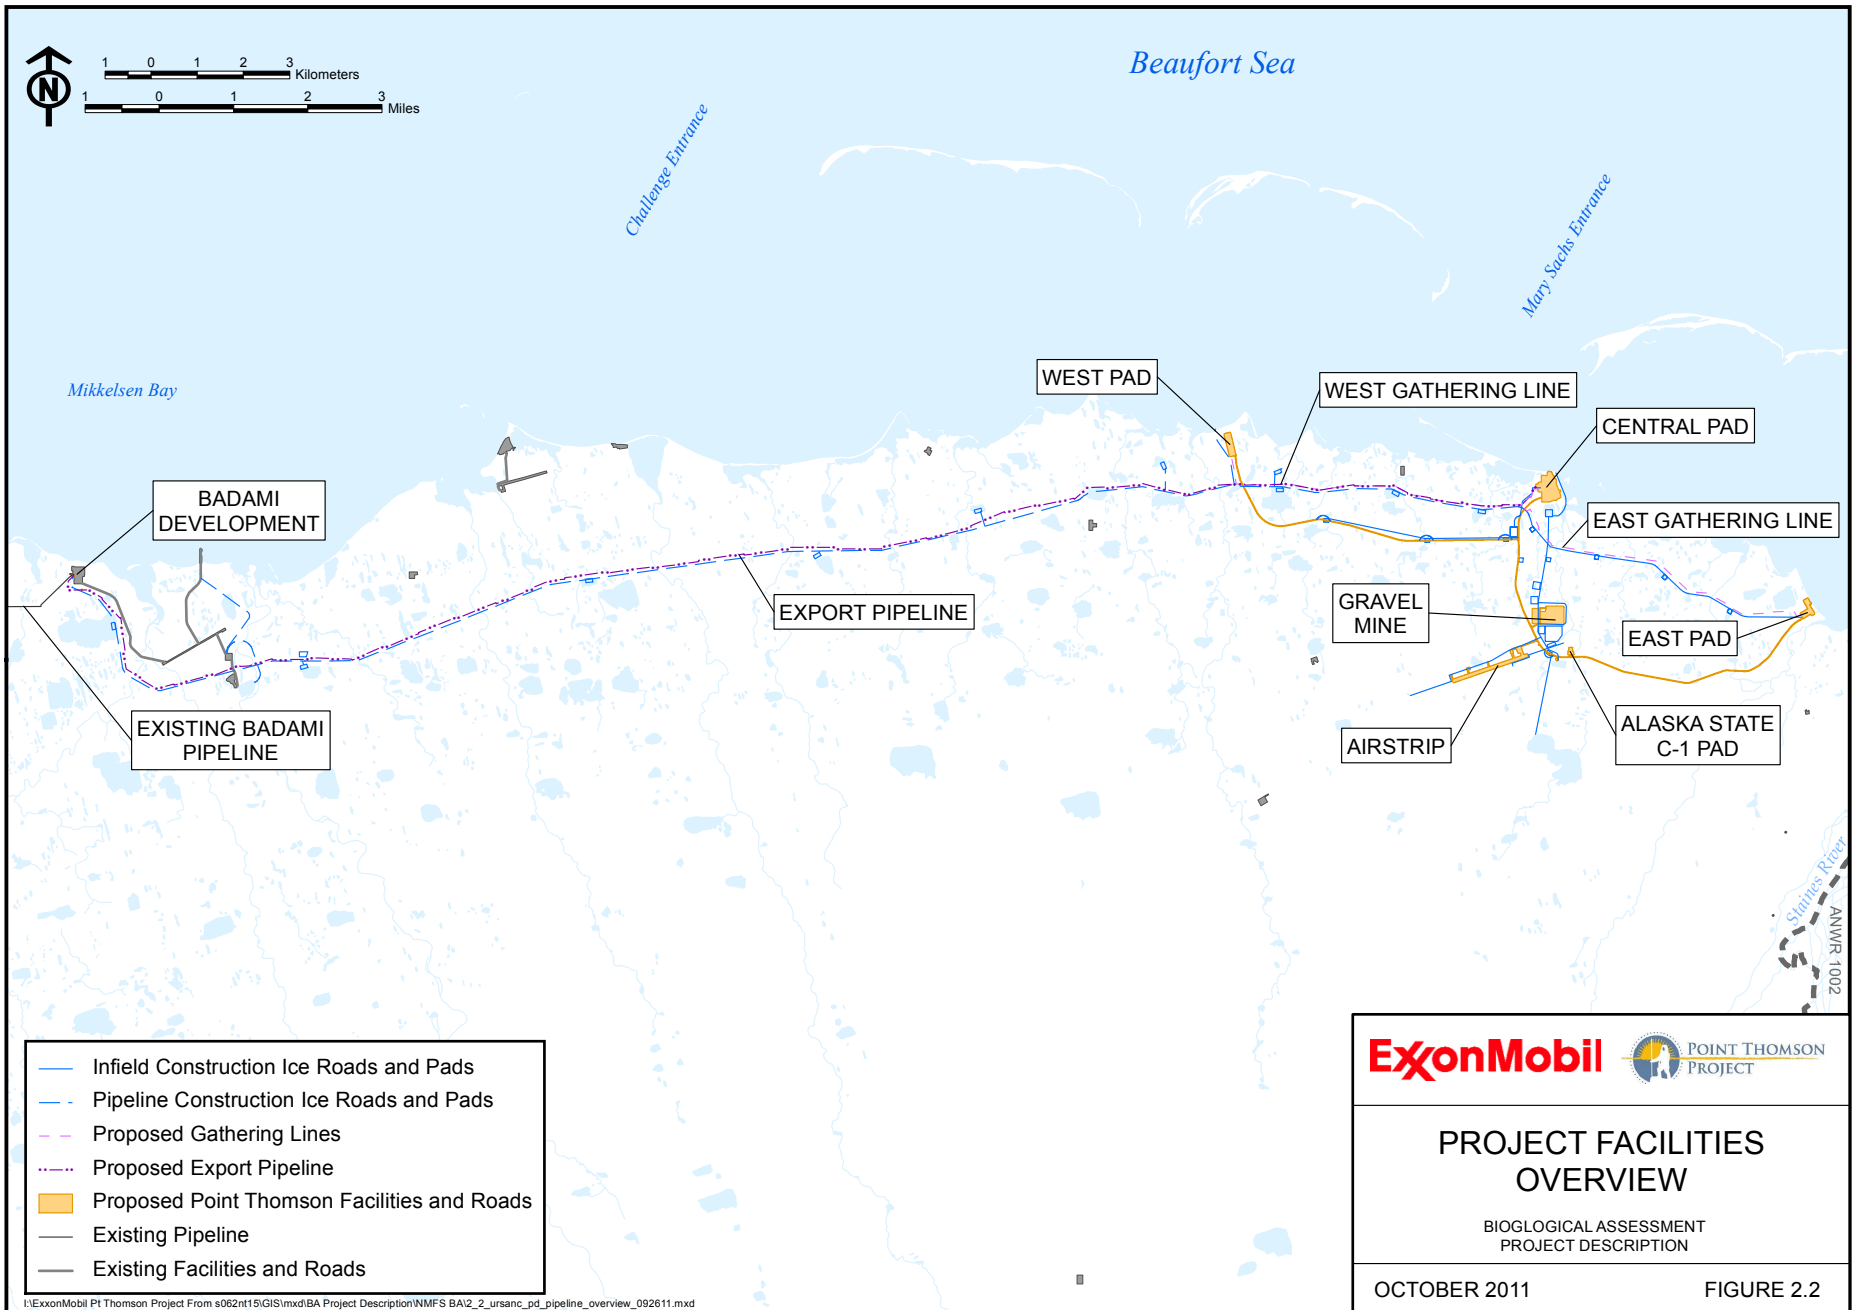 Beaufort Sea
N
1 0 1 2 3
Kilometers
1 0 1 2 3
Miles
Challenge Entrance
Mary Sachs Entrance
Mikkelsen Bay
WEST PAD
WEST GATHERING LINE
CENTRAL PAD
BADAMI
DEVELOPMENT
EAST GATHERING LINE
EXPORT PIPELINE
GRAVEL
MINE
EAST PAD
EXISTING BADAMI
PIPELINE
AIRSTRIP
ALASKA STATE
C-1 PAD
Staines River
ANWR 1002
Infield Construction Ice Roads and Pads
Pipeline Construction Ice Roads and Pads
Proposed Gathering Lines
Proposed Export Pipeline
Proposed Point Thomson Facilities and Roads
Existing Pipeline
Existing Facilities and Roads
ExxonMobil
POINT THOMSON
PROJECT
PROJECT FACILITIES
OVERVIEW
BIOGLOGICAL ASSESSMENT
PROJECT DESCRIPTION
OCTOBER 2011 FIGURE 2.2
I:\ExxonMobil Pt Thomson Project From s062nt15\GIS\mxd\BA Project Description\NMFS BA\2_2_ursanc_pd_pipeline_overview_092611.mxd